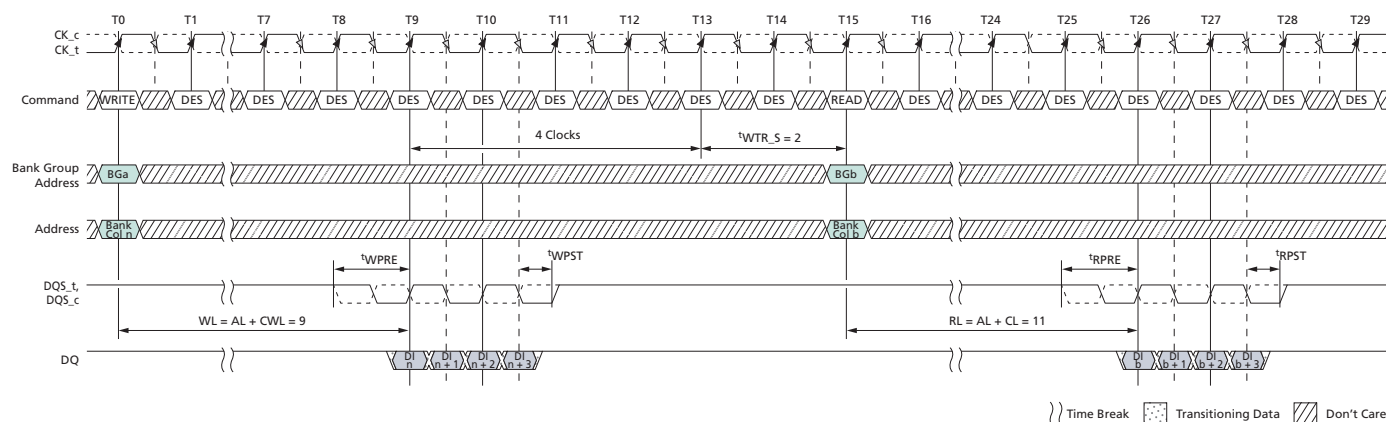 T0 T1 T7 T8 T9 T10 T11 T12 T13 T14 T15 T16 T24 T25 T26 T27 T28 T29
CK_c
CK_t
Command WRITE DES DES DES DES DES DES DES DES DES READ DES DES DES DES DES DES DES
4 Clocks tWTR_S = 2
Bank Group
Address BGa BGb
Address Bank
Col n Bank
Col b
tWPRE tWPST tRPRE tRPST
DQS_t,
DQS_c
WL = AL + CWL = 9 RL = AL + CL = 11
DQ DI
n DI
n + 1 DI
n + 2 DI
n + 3 DI
b DI
b + 1 DI
b + 2 DI
b + 3
Time Break Transitioning Data Don't Care